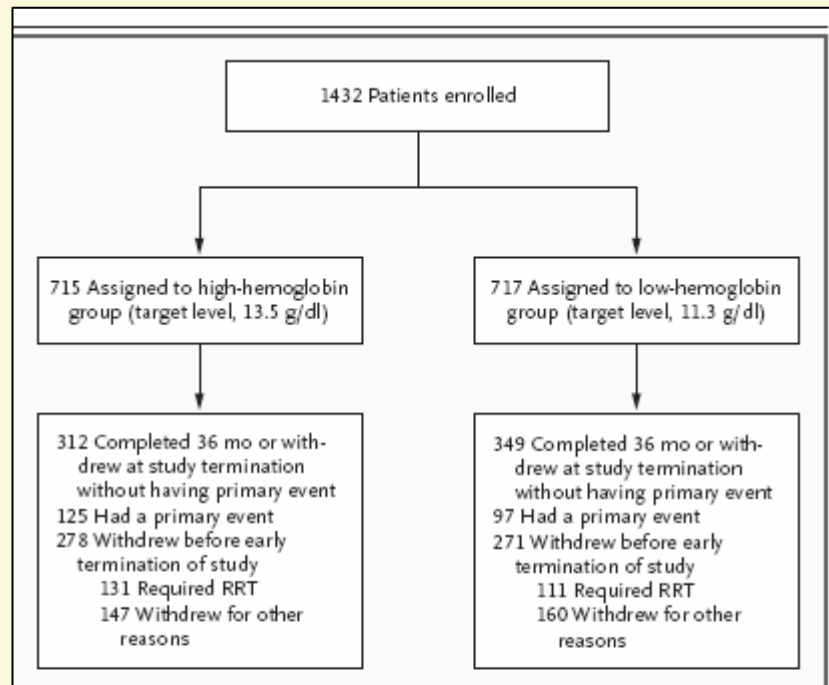 1432 Patients enrolled
715 Assigned to high-hemoglobin
group (target level, 13.5 g/dl)
717 Assigned to low-hemoglobin
group (target level, 11.3 g/dl)
312 Completed 36 mo or with-
drew at study termination
without having primary event
125 Had a primary event
278 Withdrew before early
termination of study
131 Required RRT
147 Withdrew for other
reasons
349 Completed 36 mo or with-
drew at study termination
without having primary event
97 Had a primary event
271 Withdrew before early
termination of study
111 Required RRT
160 Withdrew for other
reasons